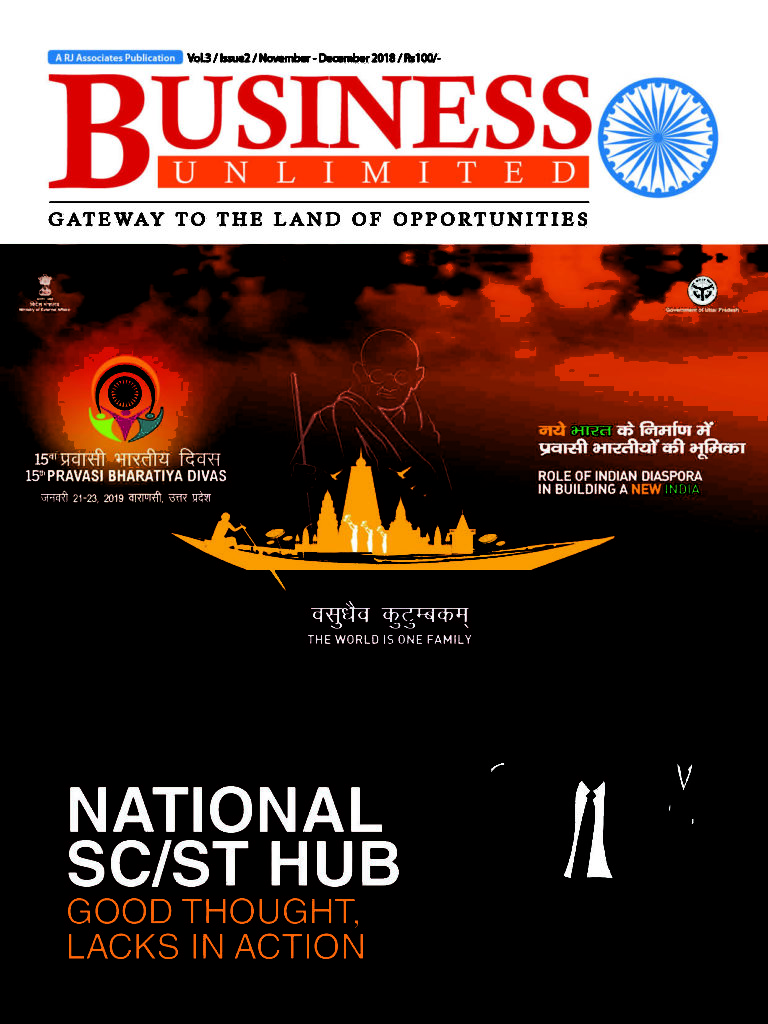 A RJ Associates Publication
Vol.3 / Issue2 / November - December 2018 / Rs100/-
BUSINESS
UNLIMITED
GATEWAY TO THE LAND OF OPPORTUNITIES
विदेश मंत्रालय
Ministry of External Affairs
Government of Uttar Pradesh
15वां प्रवासी भारतीय दिवस
15th PRAVASI BHARATIYA DIVAS
जनवरी 21-23, 2019 वाराणसी, उत्तर प्रदेश
नये भारत के निर्माण में
प्रवासी भारतीयों की भूमिका
ROLE OF INDIAN DIASPORA
IN BUILDING A NEW INDIA
वसुधैव कुटुम्बकम्
THE WORLD IS ONE FAMILY
NATIONAL
SC/ST HUB
GOOD THOUGHT,
LACKS IN ACTION